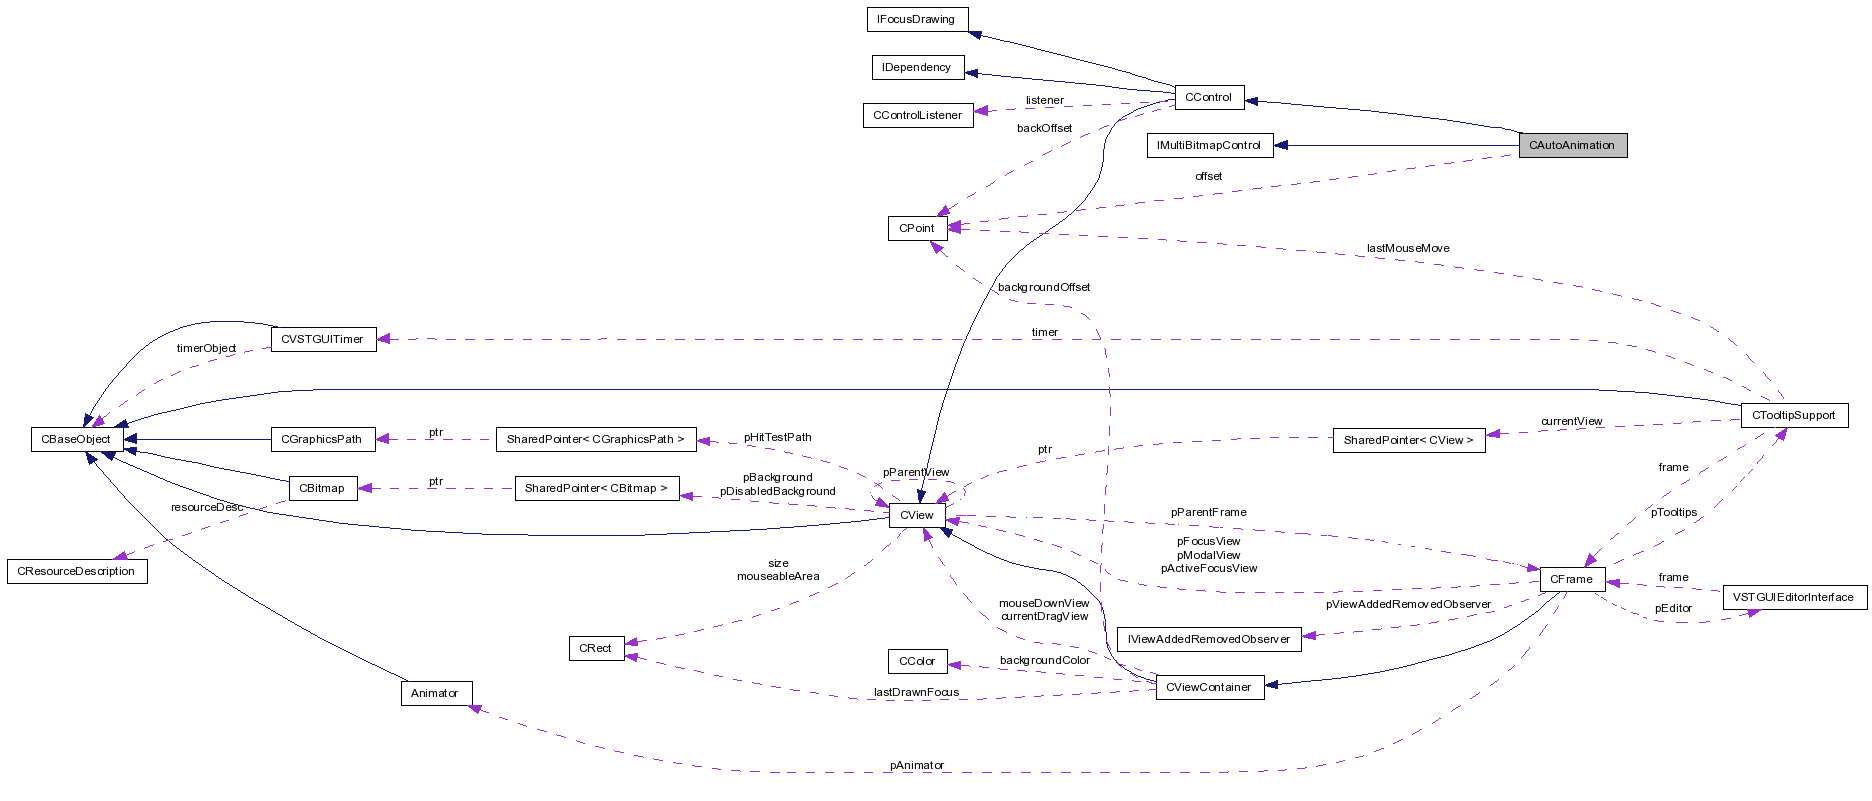 IFocusDrawing
IDependency
CControl
listener
CControlListener
backOffset
IMultiBitmapControl
CAutoAnimation
offset
CPoint
lastMouseMove
backgroundOffset
CVSTGUITimer
timer
timerObject
CTooltipSupport
CBaseObject
CGraphicsPath
ptr
SharedPointer< CGraphicsPath >
pHitTestPath
currentView
SharedPointer< CView >
ptr
pParentView
frame
CBitmap
ptr
SharedPointer< CBitmap >
pBackground
pDisabledBackground
resourceDesc
CView
pParentFrame
pTooltips
pFocusView
pModalView
pActiveFocusView
CResourceDescription
size
mouseableArea
CFrame
frame
VSTGUIEditorInterface
pEditor
mouseDownView
currentDragView
pViewAddedRemovedObserver
IViewAddedRemovedObserver
CRect
CColor
backgroundColor
CViewContainer
Animator
lastDrawnFocus
pAnimator